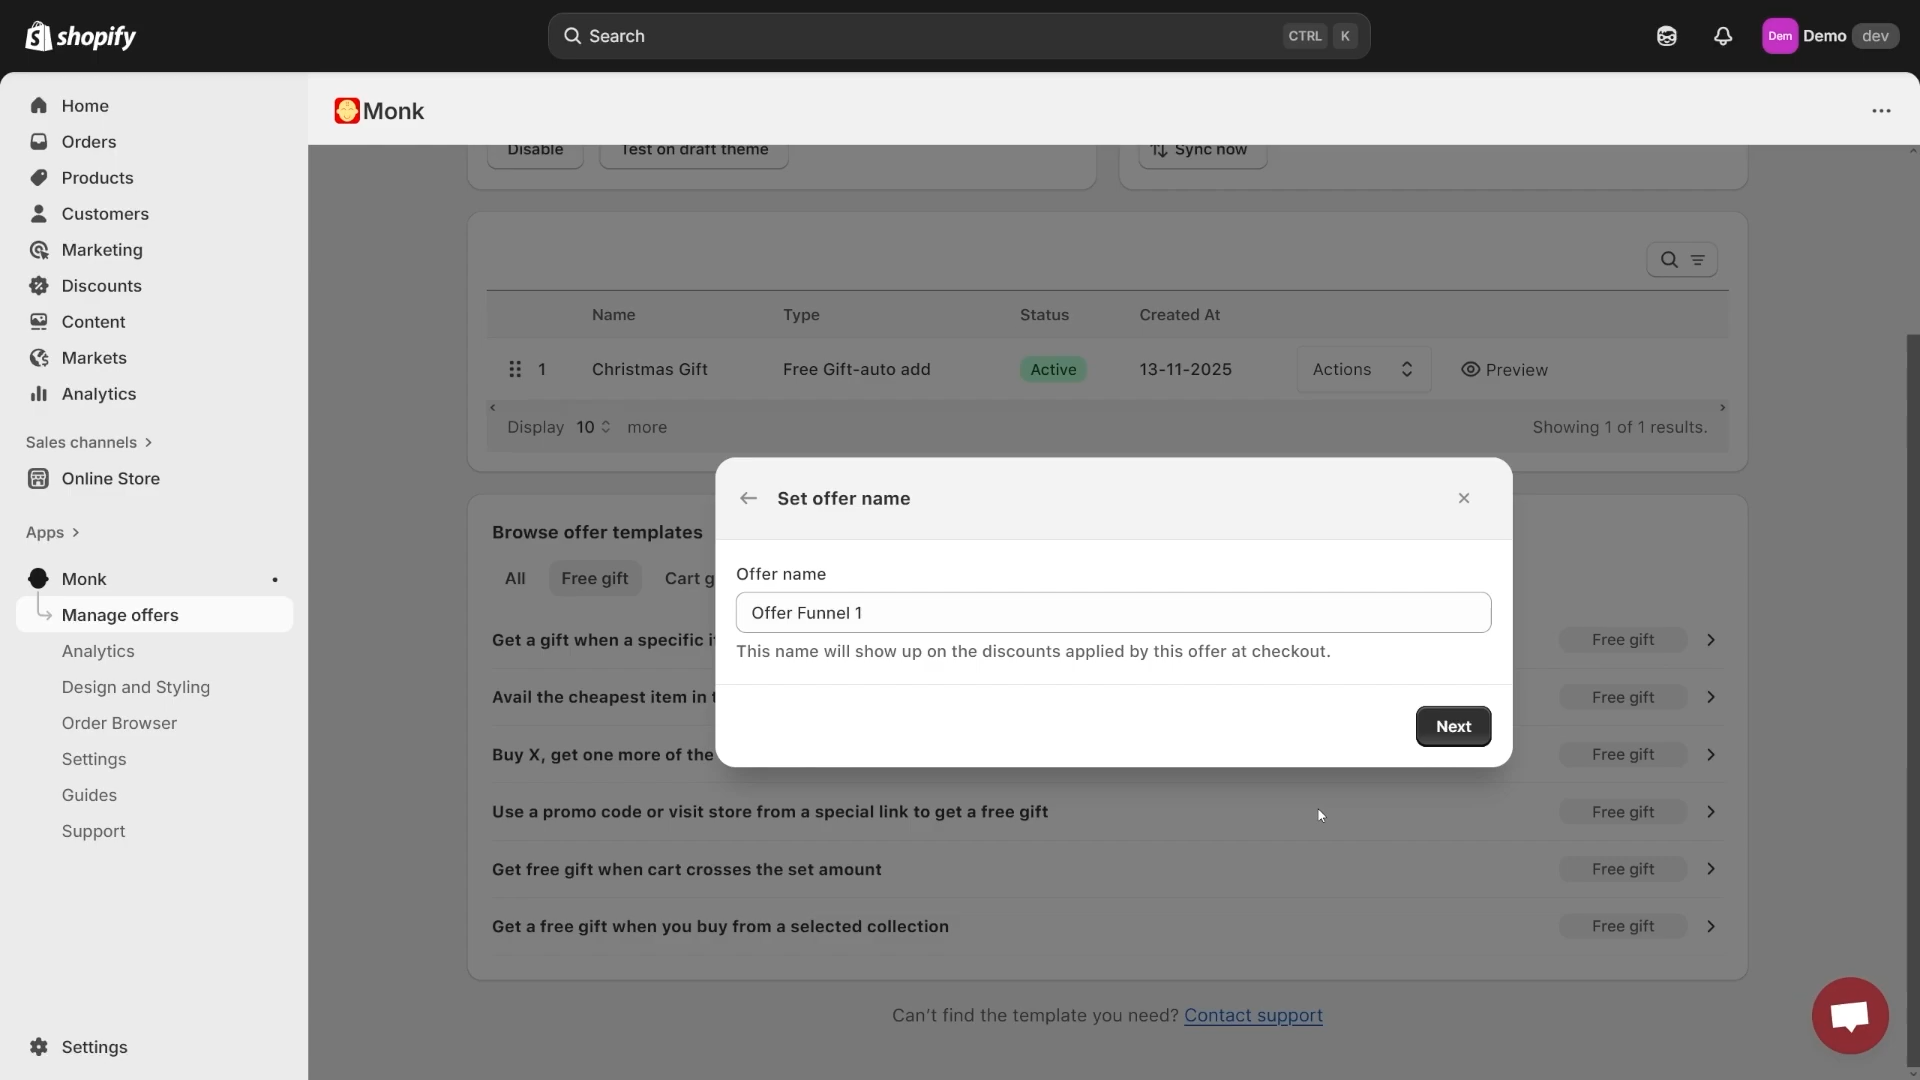 shopify
Search
CTRL K
Dem
Demo
dev
Home
Orders
Products
Customers
Marketing
Discounts
Content
Markets
Analytics
Sales channels
Online Store
Apps
Monk
Manage offers
Analytics
Design and Styling
Order Browser
Settings
Guides
Support
Settings
Monk
Disable
Test on draft theme
Sync now
Name Type Status Created At
1 Christmas Gift Free Gift-auto add Active 13-11-2025 Actions Preview
Display 10 more
Showing 1 of 1 results.
Browse offer templates
All Free gift Cart g
Get a gift when a specific i
Free gift
Avail the cheapest item in t
Free gift
Buy X, get one more of the
Free gift
Use a promo code or visit store from a special link to get a free gift
Free gift
Get free gift when cart crosses the set amount
Free gift
Get a free gift when you buy from a selected collection
Free gift
Can't find the template you need? Contact support
Set offer name
Offer name
Offer Funnel 1
This name will show up on the discounts applied by this offer at checkout.
Next